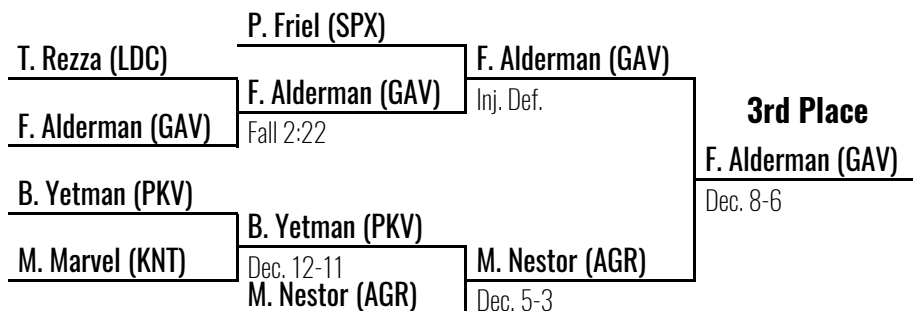 P. Friel (SPX)
T. Rezza (LDC)
F. Alderman (GAV)
F. Alderman (GAV)
Inj. Def.
3rd Place
F. Alderman (GAV)
Fall 2:22
F. Alderman (GAV)
Dec. 8-6
B. Yetman (PKV)
B. Yetman (PKV)
M. Marvel (KNT)
Dec. 12-11
M. Nestor (AGR)
M. Nestor (AGR)
Dec. 5-3